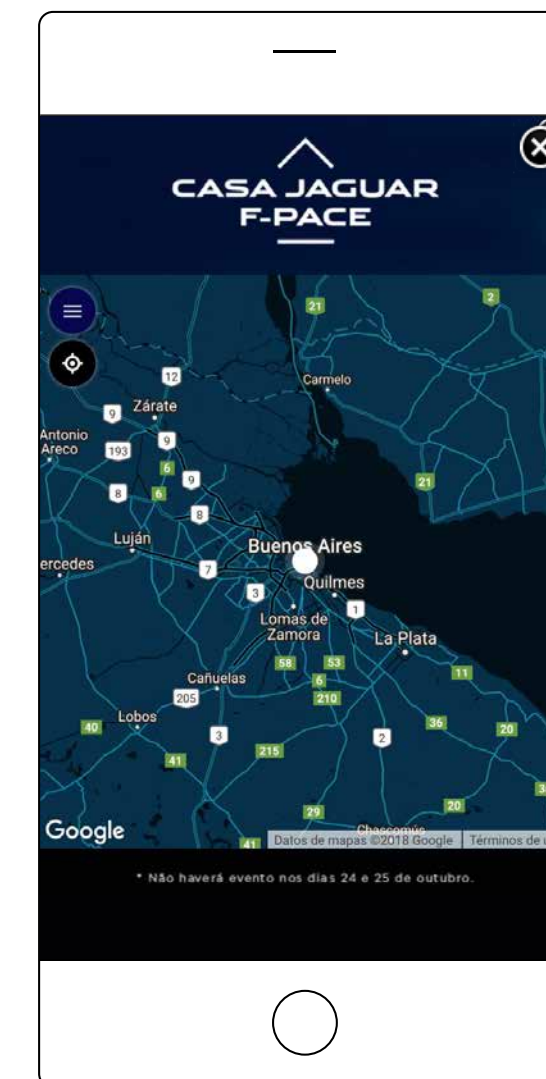 CASA JAGUAR
F-PACE
21
2
12
Carmelo
Zárate
9
Antonio
Areco
193
9
6
9
21
8
6
8
Luján
Buenos Aires
ercedes
7
Quilmes
3
1
Lomas de
Zamora
La Plata
58
53
11
Cañuelas
6
205
210
Lobos
40
36
20
3
2
215
41
3
20
29
Chascomús
Google
41
Datos de mapas ©2018 Google
Términos de u
* Não haverá evento nos dias 24 e 25 de outubro.